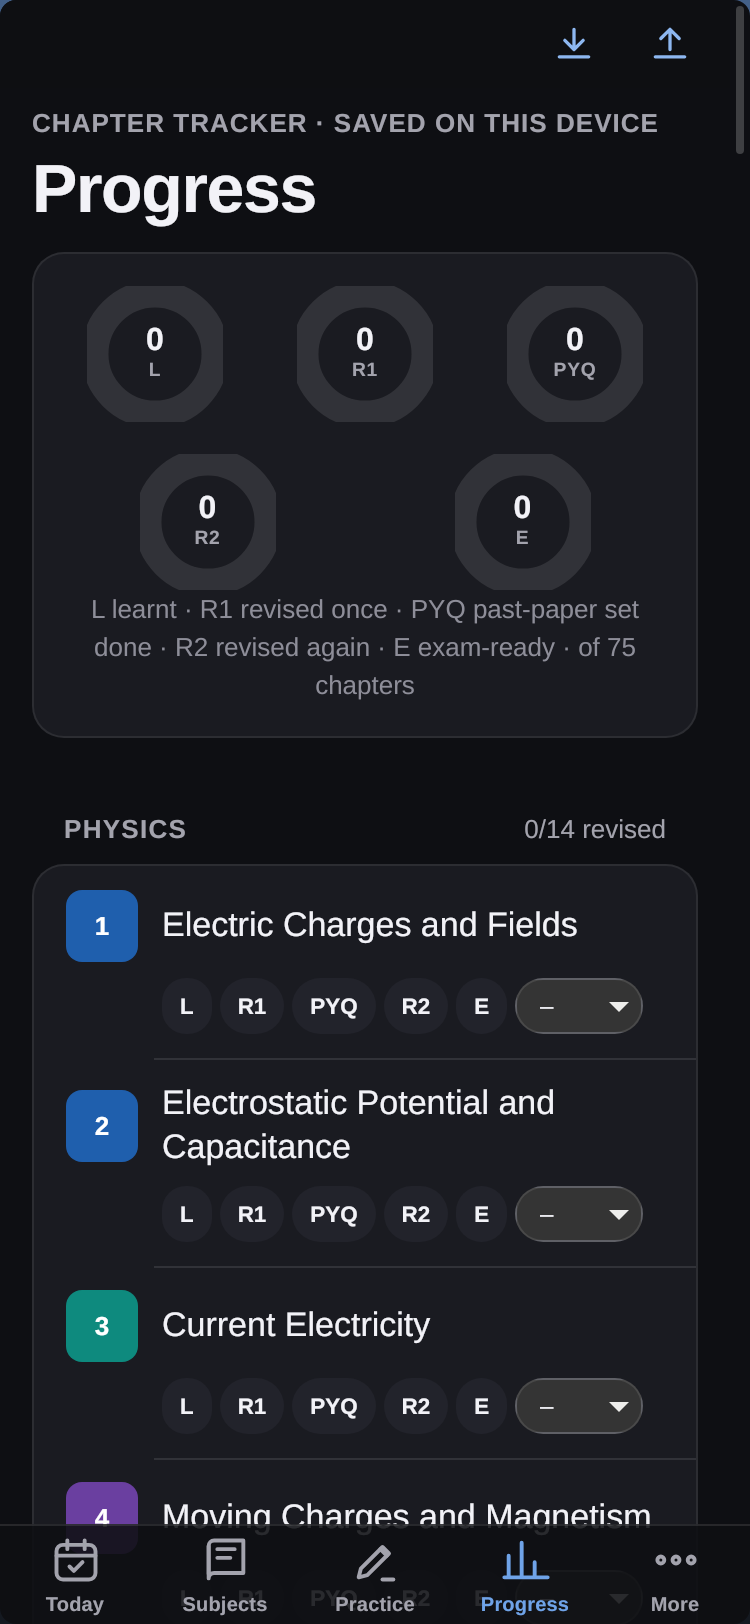 CHAPTER TRACKER · SAVED ON THIS DEVICE
Progress
0 0 0
L R1 PYQ
0 0
R2 E
L learnt · R1 revised once · PYQ past-paper set
done · R2 revised again · E exam-ready · of 75
chapters
PHYSICS 0/14 revised
1 Electric Charges and Fields
L R1 PYQ R2 E –
2 Electrostatic Potential and
Capacitance
L R1 PYQ R2 E –
3 Current Electricity
L R1 PYQ R2 E –
4 Moving Charges and Magnetism
L R1 PYQ R2 E
Today Subjects Practice Progress More